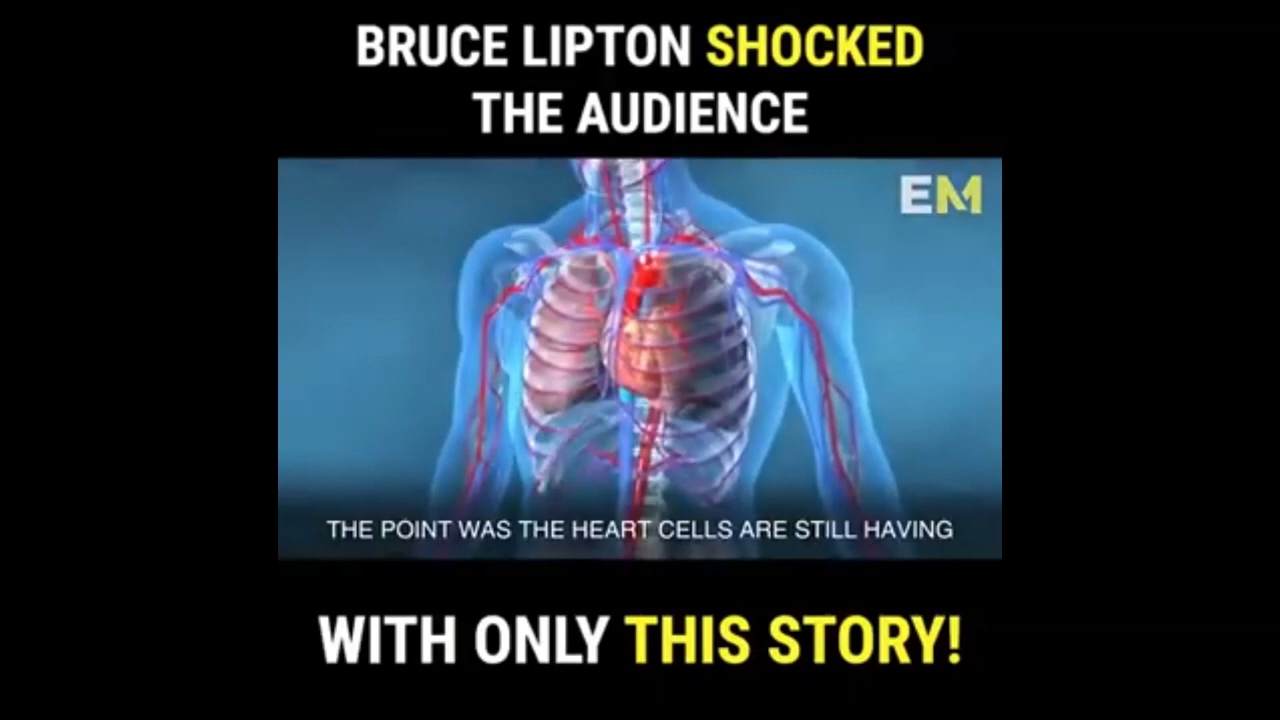 BRUCE LIPTON SHOCKED
THE AUDIENCE
EM
THE POINT WAS THE HEART CELLS ARE STILL HAVING
WITH ONLY THIS STORY!